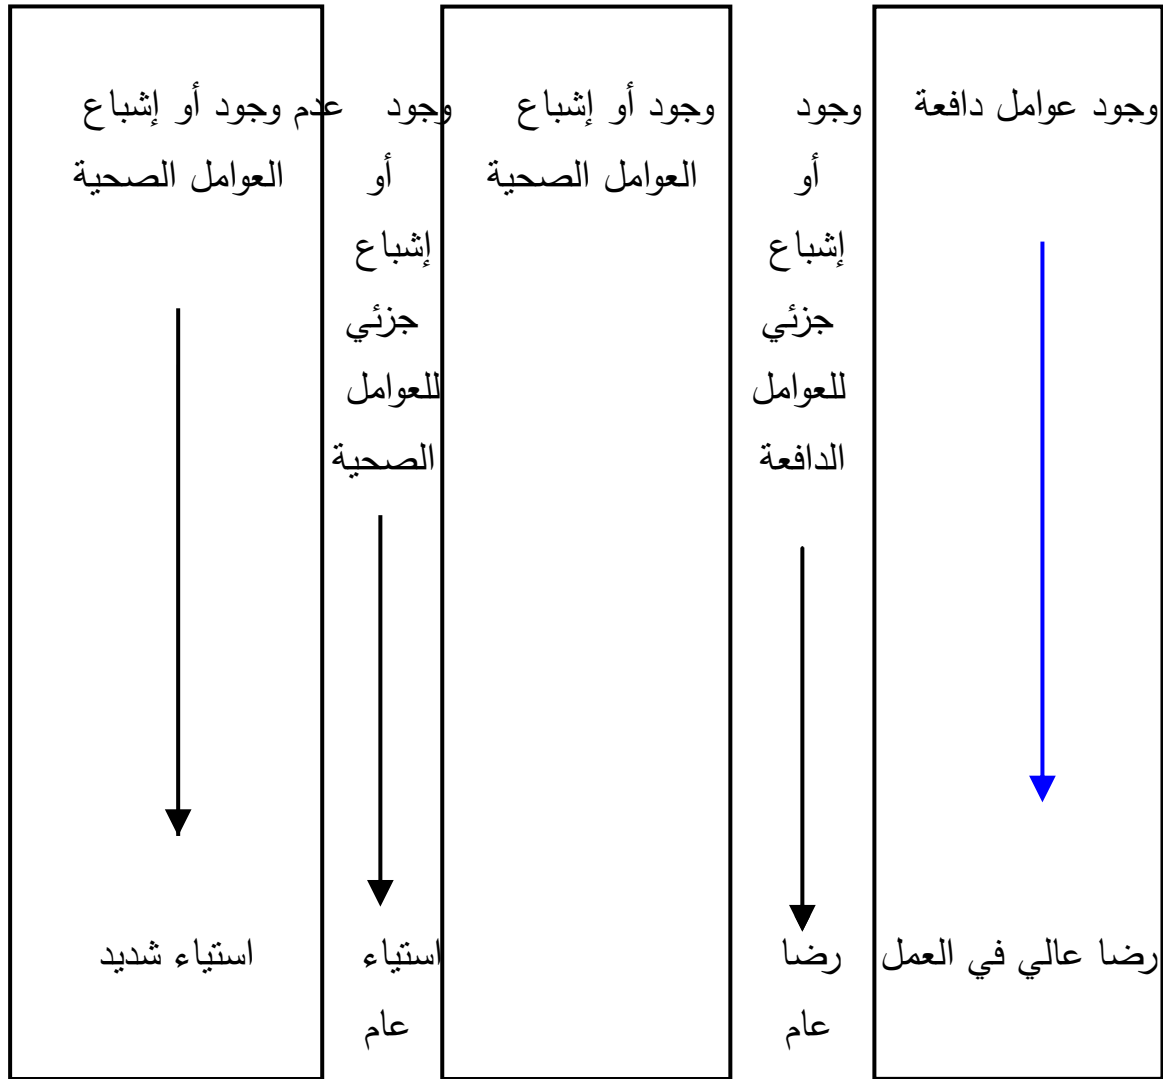 وجود عوامل دافعة
رضا عالي في العمل
وجود
أو
إشباع
جزئي
للعوامل
الدافعة
رضا
عام
وجود أو إشباع
العوامل الصحية
وجود
أو
إشباع
جزئي
للعوامل
الصحية
استياء
عام
عدم وجود أو إشباع
العوامل الصحية
استياء شديد